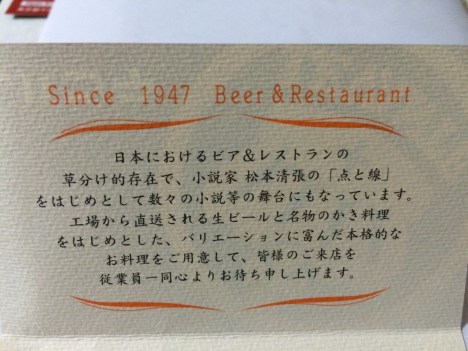 Since 1947 Beer&Restaurant
日本におけるビア&レストランの
草分け的存在で、小説家 松本清張の「点と線」
をはじめとして数々の小説等の舞台にもなっています。
工場から直送される生ビールと名物のかき料理
をはじめとした、バリエーションに富んだ本格的な
お料理をご用意して、皆様のご来店を
従業員一同心よりお待ち申し上げます。